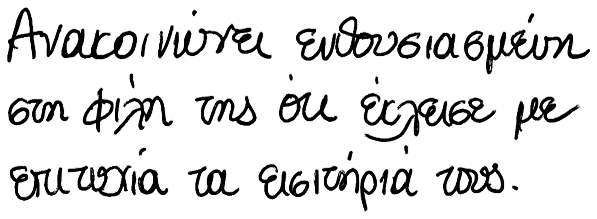 Ανακοινώνει ενθουσιασμένη
στη φίλη της ότι έκλεισε με
επιτυχία τα εισιτήριά τους.